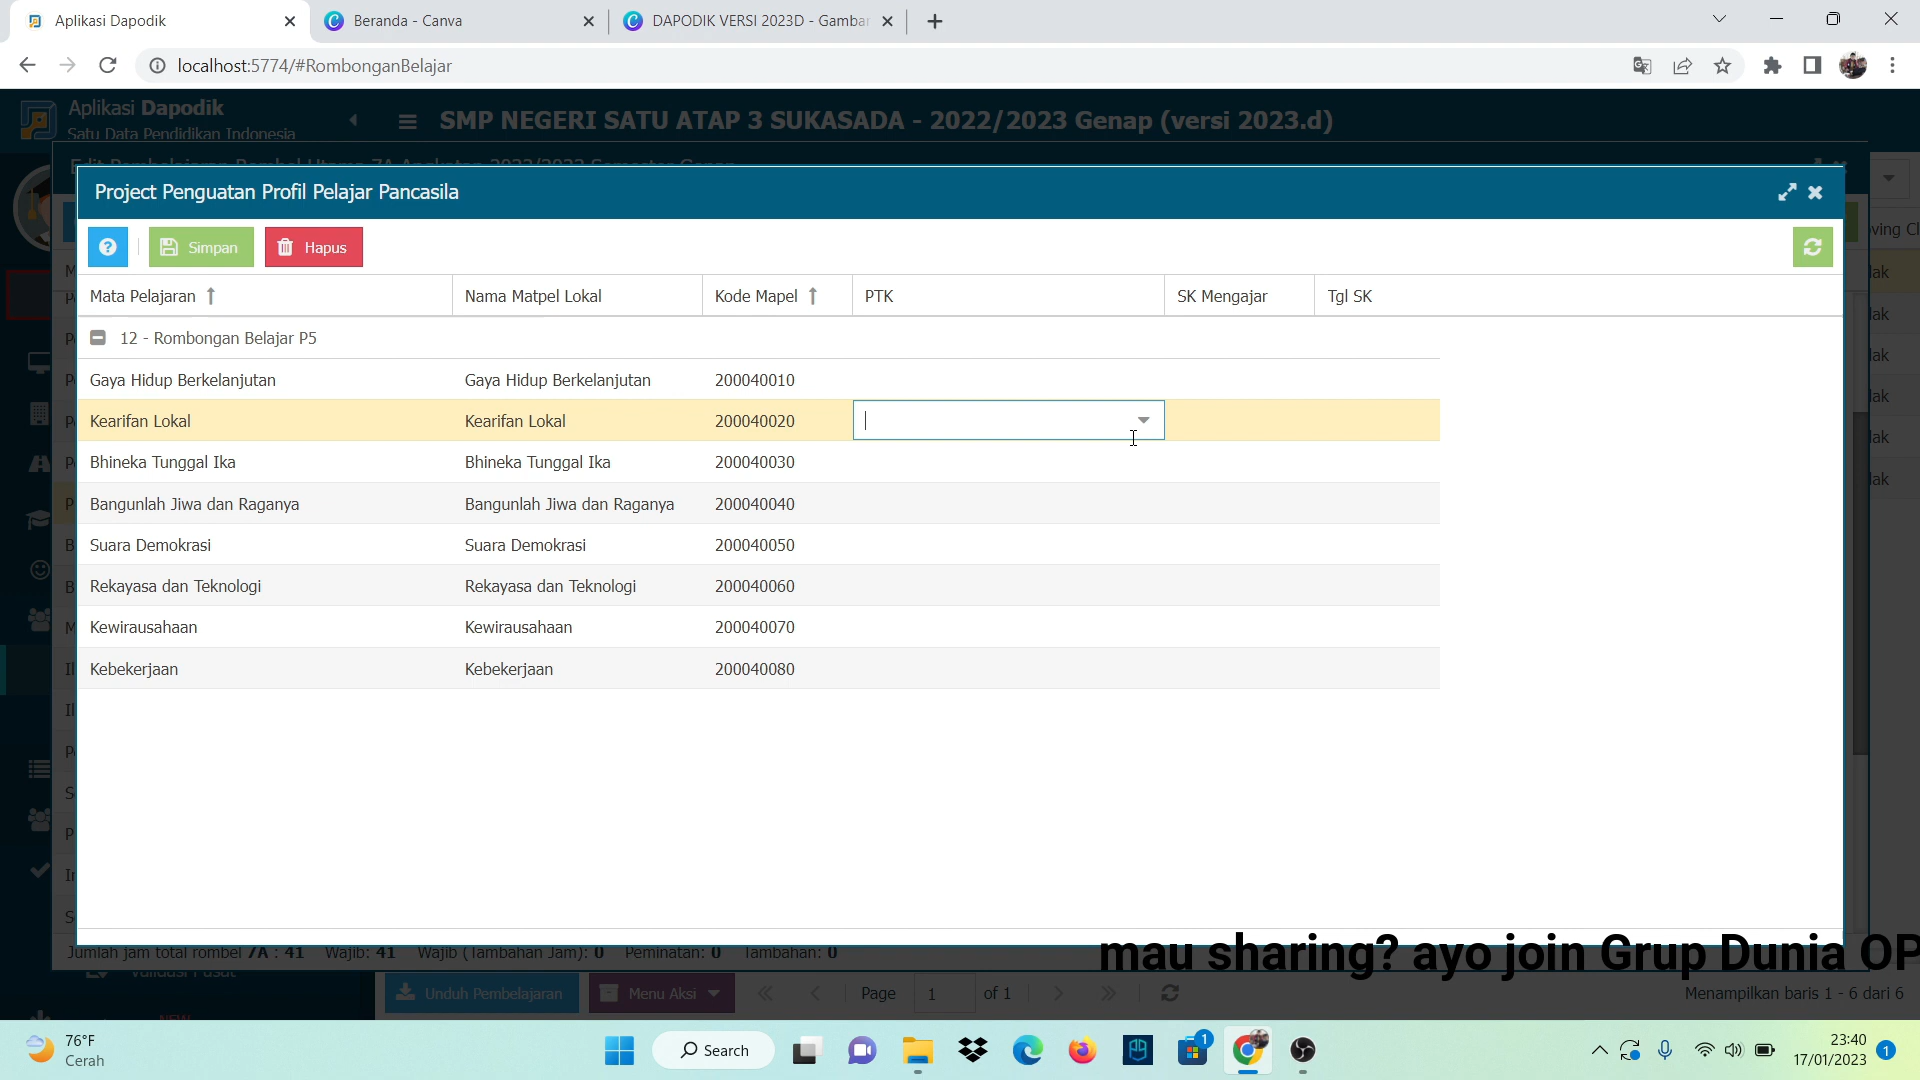 Aplikasi Dapodik
Beranda - Canva
DAPODIK VERSI 2023D - Gamba
localhost:5774/#RombonganBelajar
Aplikasi Dapodik
Satu Data Pendidikan Indonesia
SMP NEGERI SATU ATAP 3 SUKASADA - 2022/2023 Genap (versi 2023.d)
Project Penguatan Profil Pelajar Pancasila
Simpan
Hapus
Mata Pelajaran
Nama Matpel Lokal
Kode Mapel
PTK
SK Mengajar
Tgl SK
12 - Rombongan Belajar P5
Gaya Hidup Berkelanjutan Gaya Hidup Berkelanjutan 200040010
Kearifan Lokal Kearifan Lokal 200040020
Bhineka Tunggal Ika Bhineka Tunggal Ika 200040030
Bangunlah Jiwa dan Raganya Bangunlah Jiwa dan Raganya 200040040
Suara Demokrasi Suara Demokrasi 200040050
Rekayasa dan Teknologi Rekayasa dan Teknologi 200040060
Kewirausahaan Kewirausahaan 200040070
Kebekerjaan Kebekerjaan 200040080
Jumlah jam total rombel 7A : 41 Wajib: 41 Wajib (Tambahan Jam): 0 Peminatan: 0 Tambahan: 0
mau sharing? ayo join Grup Dunia OP
Validasi Pusat
Unduh Pembelajaran
Menu Aksi
Page 1 of 1
Menampilkan baris 1 - 6 dari 6
NEW
76°F
Cerah
Search
1
23:40
17/01/2023
1